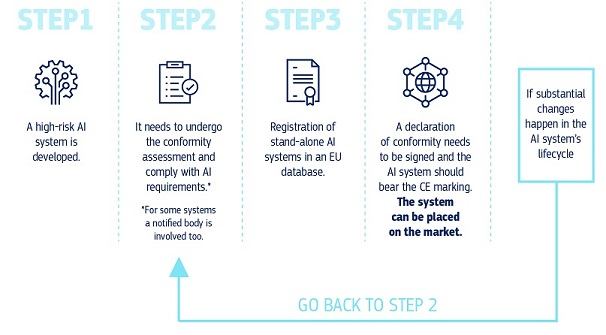 STEP1
A high-risk AI
system is
developed.
STEP2
It needs to undergo
the conformity
assessment and
comply with AI
requirements.*
*For some systems
a notified body is
involved too.
STEP3
Registration of
stand-alone AI
systems in an EU
database.
STEP4
A declaration
of conformity needs
to be signed and the
AI system should
bear the CE marking.
The system
can be placed
on the market.
If substantial
changes
happen in the
AI system's
lifecycle
GO BACK TO STEP 2